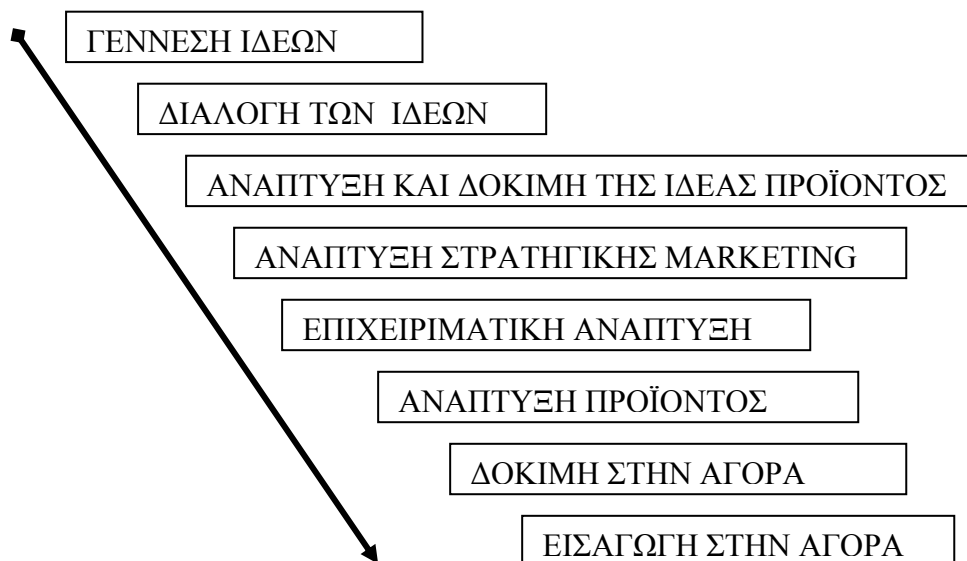 ΓΕΝΝΕΣΗ ΙΔΕΩΝ
ΔΙΑΛΟΓΗ ΤΩΝ ΙΔΕΩΝ
ΑΝΑΠΤΥΞΗ ΚΑΙ ΔΟΚΙΜΗ ΤΗΣ ΙΔΕΑΣ ΠΡΟΪΟΝΤΟΣ
ΑΝΑΠΤΥΞΗ ΣΤΡΑΤΗΓΙΚΗΣ MARKETING
ΕΠΙΧΕΙΡΙΜΑΤΙΚΗ ΑΝΑΠΤΥΞΗ
ΑΝΑΠΤΥΞΗ ΠΡΟΪΟΝΤΟΣ
ΔΟΚΙΜΗ ΣΤΗΝ ΑΓΟΡΑ
ΕΙΣΑΓΩΓΗ ΣΤΗΝ ΑΓΟΡΑ